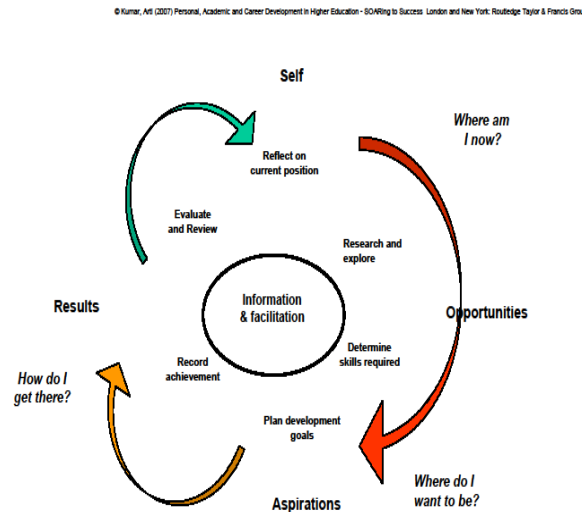 © Kumar, Arti (2007) Personal, Academic and Career Development in Higher Education - SOARing to Success London and New York: Routledge Taylor & Francis Grou
Self
Where am
I now?
Reflect on
current position
Evaluate
and Review
Research and
explore
Information
& facilitation
Results
Opportunities
Determine
skills required
Record
achievement
How do I
get there?
Plan development
goals
Where do I
want to be?
Aspirations